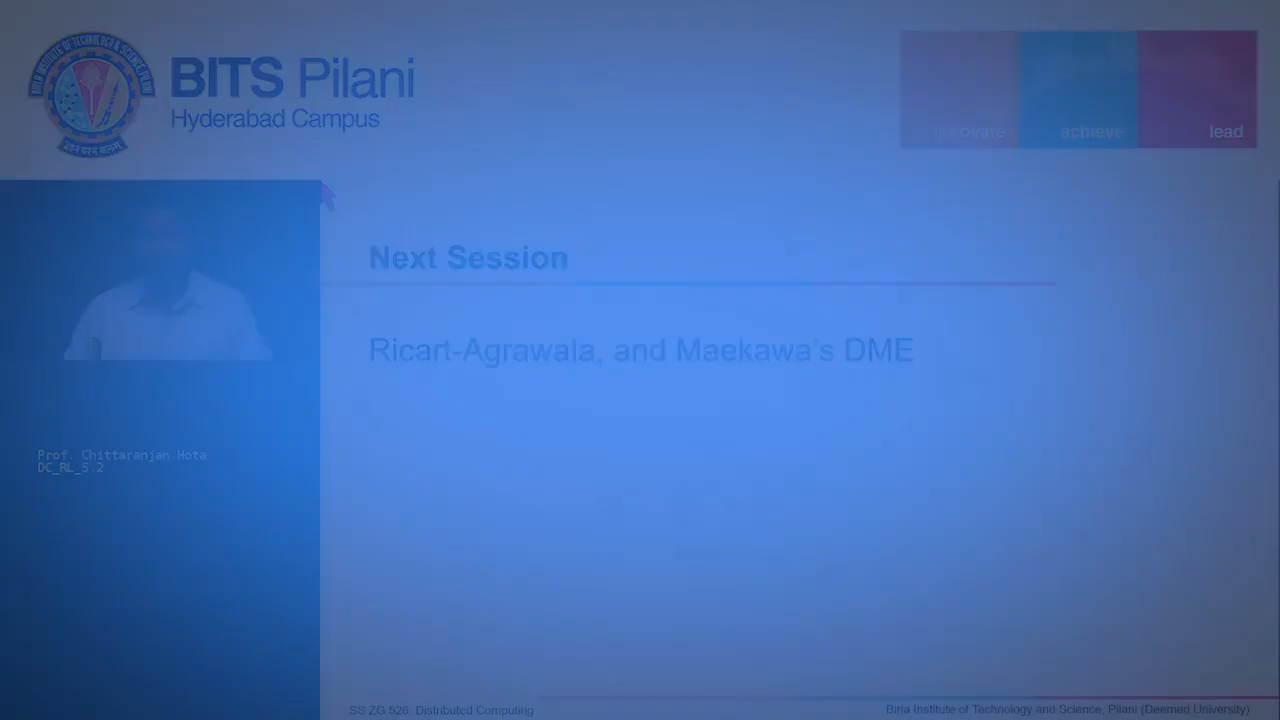 BITS Pilani
Hyderabad Campus
innovate achieve lead
Next Session
Ricart-Agrawala, and Maekawa's DME
Prof. Chittaranjan Hota
DC_RL_5.2
SS ZG 526, Distributed Computing
Birla Institute of Technology and Science, Pilani (Deemed University)